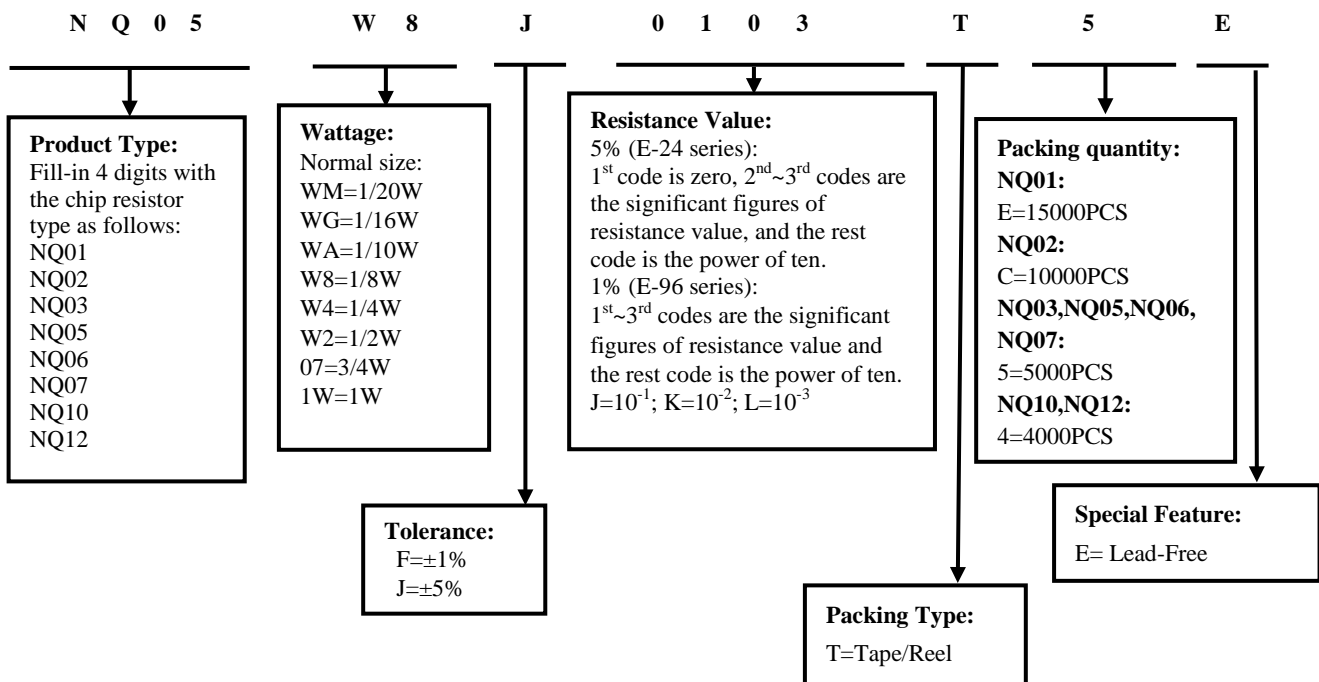 N Q 0 5 W 8 J 0 1 0 3 T 5 E
Product Type:
Fill-in 4 digits with
the chip resistor
type as follows:
NQ01
NQ02
NQ03
NQ05
NQ06
NQ07
NQ10
NQ12
Wattage:
Normal size:
WM=1/20W
WG=1/16W
WA=1/10W
W8=1/8W
W4=1/4W
W2=1/2W
07=3/4W
1W=1W
Resistance Value:
5% (E-24 series):
1st code is zero, 2nd~3rd codes are
the significant figures of
resistance value, and the rest
code is the power of ten.
1% (E-96 series):
1st~3rd codes are the significant
figures of resistance value and
the rest code is the power of ten.
J=10-1; K=10-2; L=10-3
Packing quantity:
NQ01:
E=15000PCS
NQ02:
C=10000PCS
NQ03,NQ05,NQ06,
NQ07:
5=5000PCS
NQ10,NQ12:
4=4000PCS
Tolerance:
F=±1%
J=±5%
Special Feature:
E= Lead-Free
Packing Type:
T=Tape/Reel